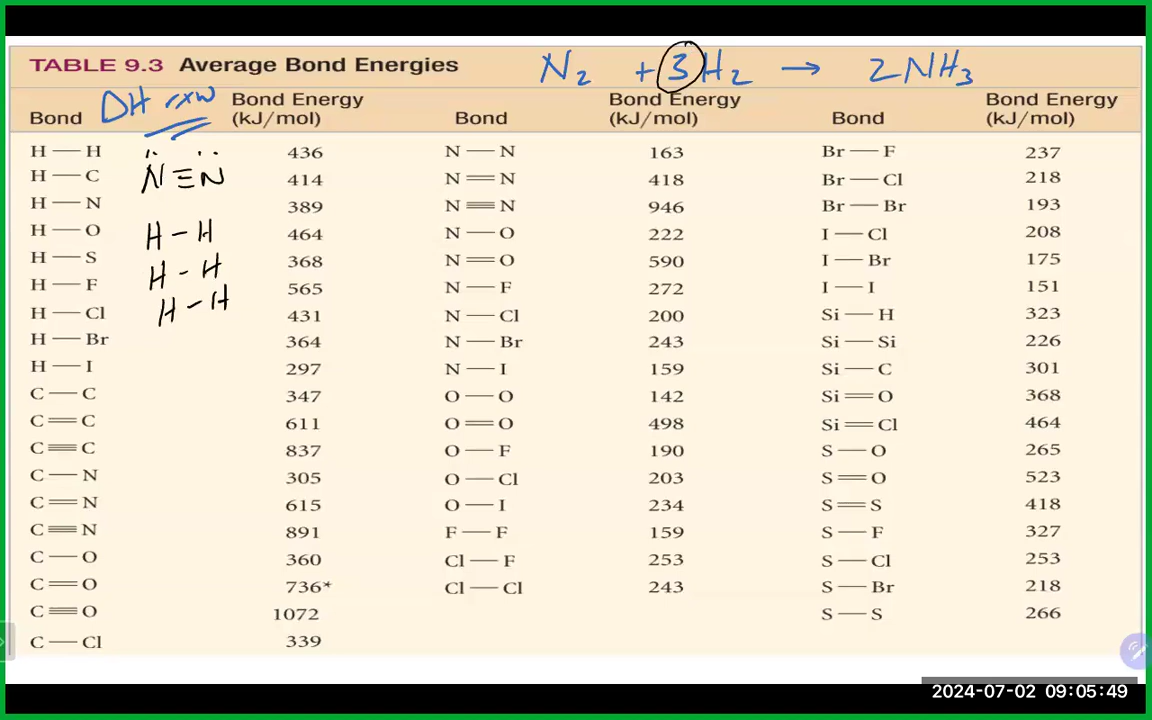 TABLE 9.3 Average Bond Energies
N2 + 3H2 → 2NH3
ΔH rxn
Bond Bond Energy (kJ/mol) Bond Bond Energy (kJ/mol) Bond Bond Energy (kJ/mol)
H — H 436 N — N 163 Br — F 237
H — C 414 N = N 418 Br — Cl 218
H — N 389 N ≡ N 946 Br — Br 193
H — O 464 N — O 222 I — Cl 208
H — S 368 N = O 590 I — Br 175
H — F 565 N — F 272 I — I 151
H — Cl 431 N — Cl 200 Si — H 323
H — Br 364 N — Br 243 Si — Si 226
H — I 297 N — I 159 Si — C 301
C — C 347 O — O 142 Si = O 368
C = C 611 O = O 498 Si = Cl 464
C ≡ C 837 O — F 190 S — O 265
C — N 305 O — Cl 203 S = O 523
C = N 615 O — I 234 S = S 418
C ≡ N 891 F — F 159 S — F 327
C — O 360 Cl — F 253 S — Cl 253
C = O 736* Cl — Cl 243 S — Br 218
C ≡ O 1072 S — S 266
C — Cl 339
N̈ ≡ N̈
H – H
H – H
H – H
2024-07-02 09:05:49